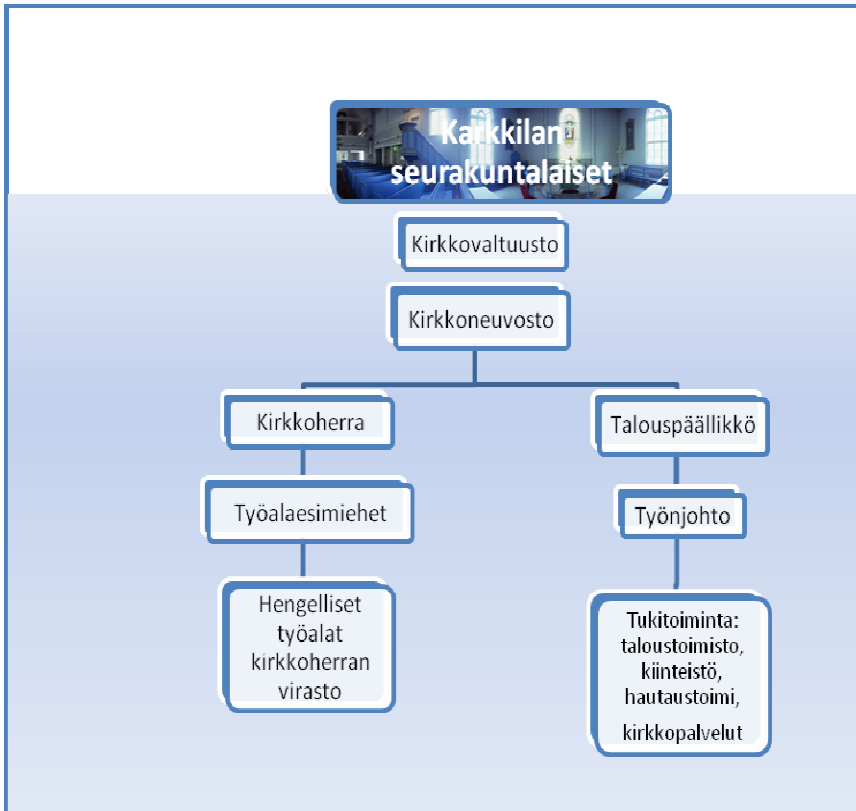 Karkkilan
seurakuntalaiset
Kirkkovaltuusto
Kirkkoneuvosto
Kirkkoherra
Talouspäällikkö
Työalaesimiehet
Työnjohto
Hengelliset
työalat
kirkkoherran
virasto
Tukitoiminta:
taloustoimisto,
kiinteistö,
hautaustoimi,
kirkkopalvelut